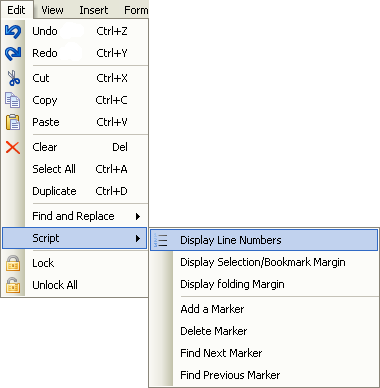 Edit View Insert Form
Undo Ctrl+Z
Redo Ctrl+Y
Cut Ctrl+X
Copy Ctrl+C
Paste Ctrl+V
Clear Del
Select All Ctrl+A
Duplicate Ctrl+D
Find and Replace
Script
Lock
Unlock All
Display Line Numbers
Display Selection/Bookmark Margin
Display folding Margin
Add a Marker
Delete Marker
Find Next Marker
Find Previous Marker